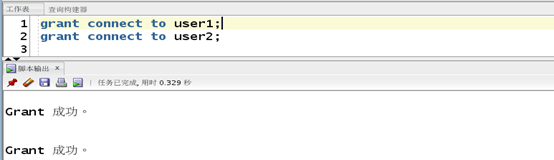 工作表 查询构建器
1 grant connect to user1;
2 grant connect to user2;
3
脚本输出 ×
任务已完成, 用时 0.329 秒
Grant 成功。
Grant 成功。